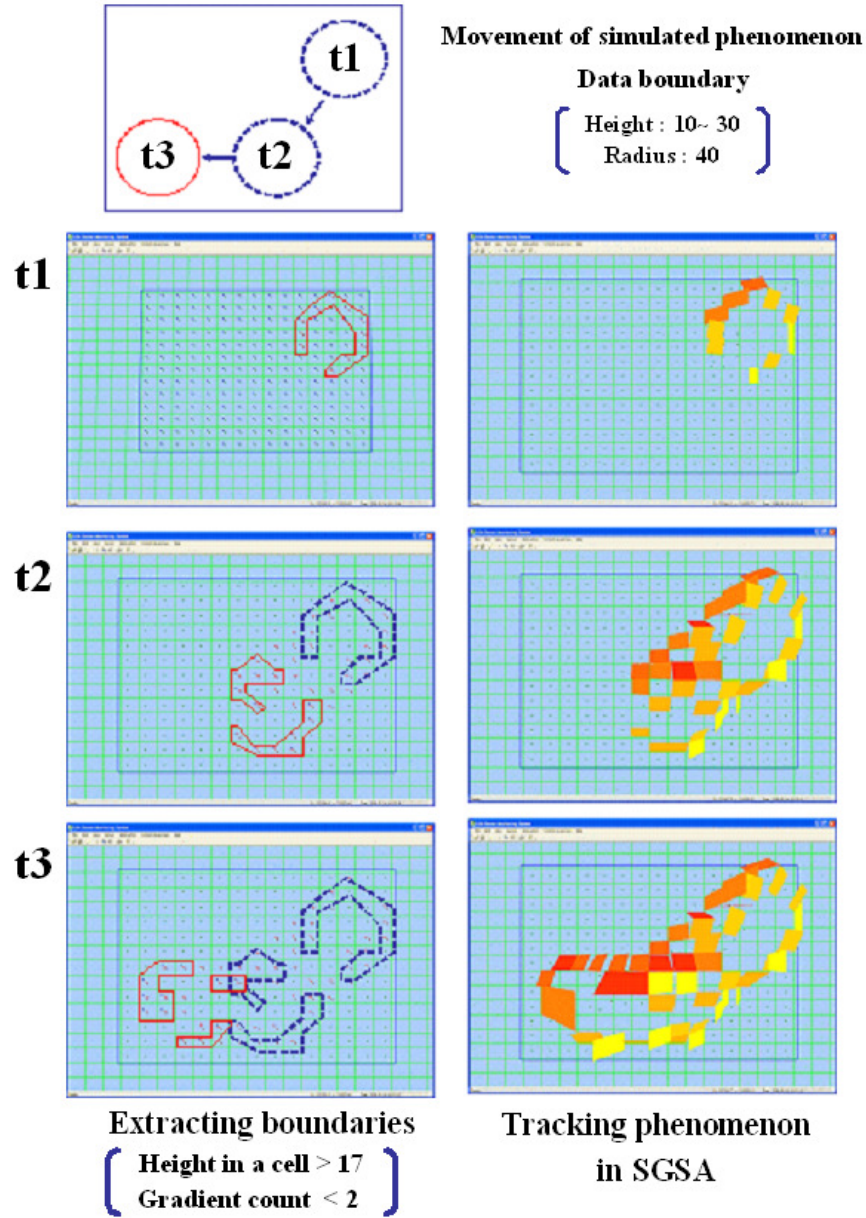 t1
t2
t3
Movement of simulated phenomenon
Data boundary
Height : 10~ 30
Radius : 40
t1
t2
t3
Extracting boundaries
Height in a cell > 17
Gradient count < 2
Tracking phenomenon
in SGSA